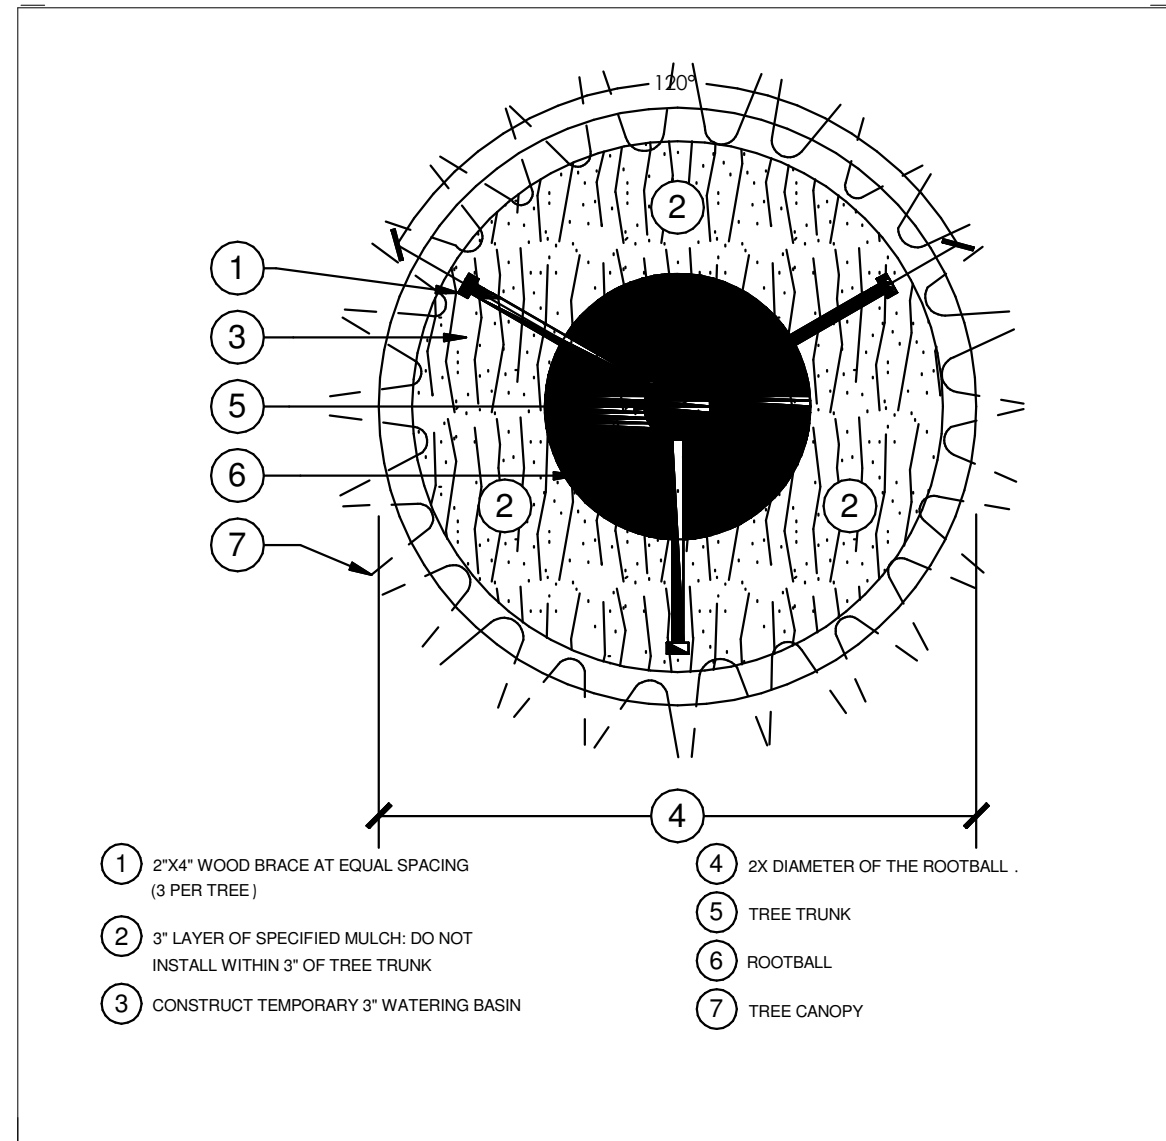 120°
2
1
3
5
6
2
2
7
4
1 2"X4" WOOD BRACE AT EQUAL SPACING
(3 PER TREE)
2 3" LAYER OF SPECIFIED MULCH: DO NOT
INSTALL WITHIN 3" OF TREE TRUNK
3 CONSTRUCT TEMPORARY 3" WATERING BASIN
4 2X DIAMETER OF THE ROOTBALL .
5 TREE TRUNK
6 ROOTBALL
7 TREE CANOPY